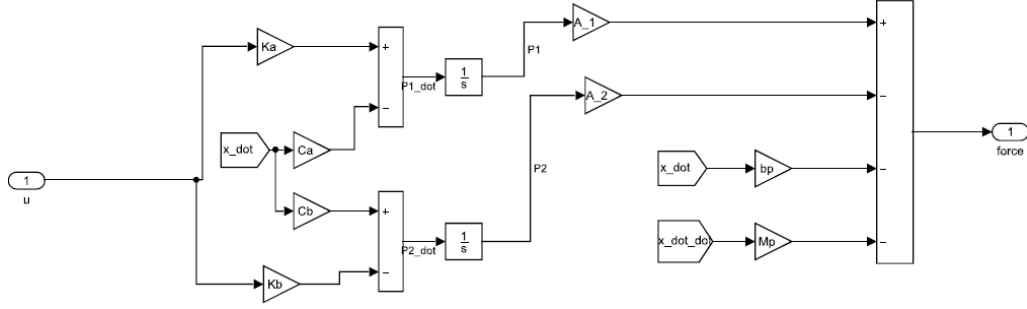 A_1
+
Ka
+
P1
1
s
P1_dot
A_2
−
−
x_dot
Ca
P2
x_dot
bp
−
1
force
1
u
Cb
+
1
s
P2_dot
x_dot_dot
Mp
−
−
Kb